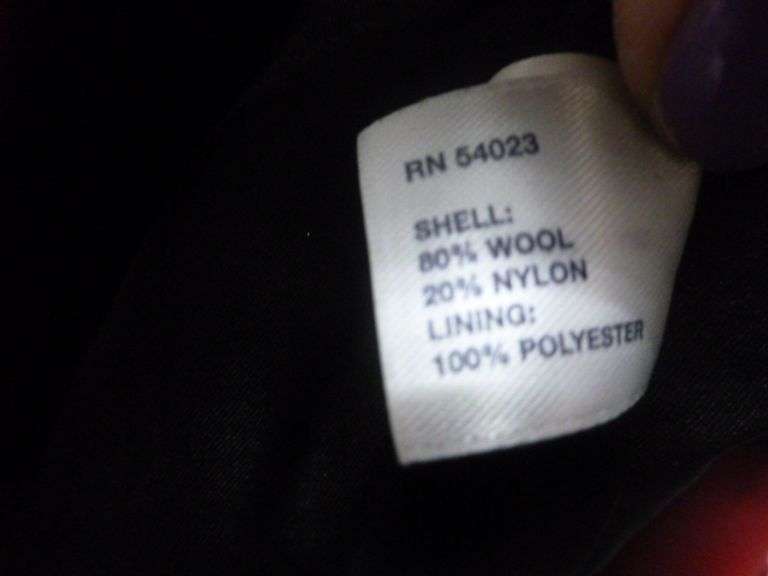 RN 54023
SHELL:
80% WOOL
20% NYLON
LINING:
100% POLYESTER